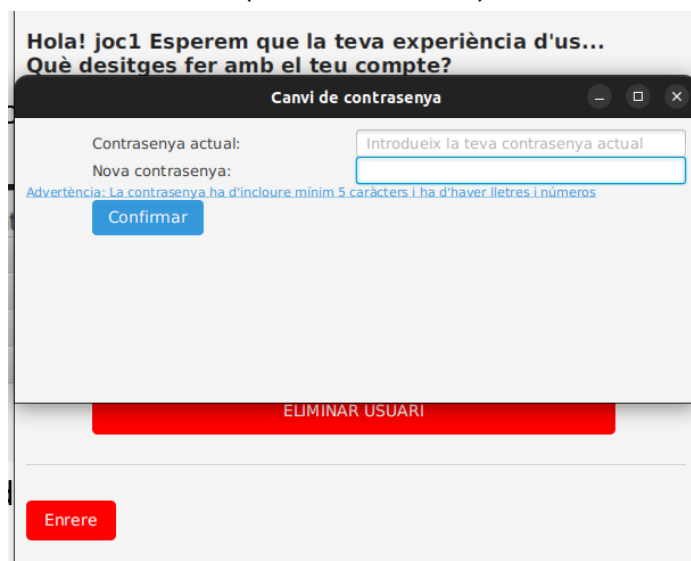 Hola! joc1 Esperem que la teva experiència d'us...
Què desitges fer amb el teu compte?
Canvi de contrasenya
Contrasenya actual: Introdueix la teva contrasenya actual
Nova contrasenya:
Advertència: La contrasenya ha d'incloure mínim 5 caràcters i ha d'haver lletres i números
Confirmar
ELIMINAR USUARI
Enrere